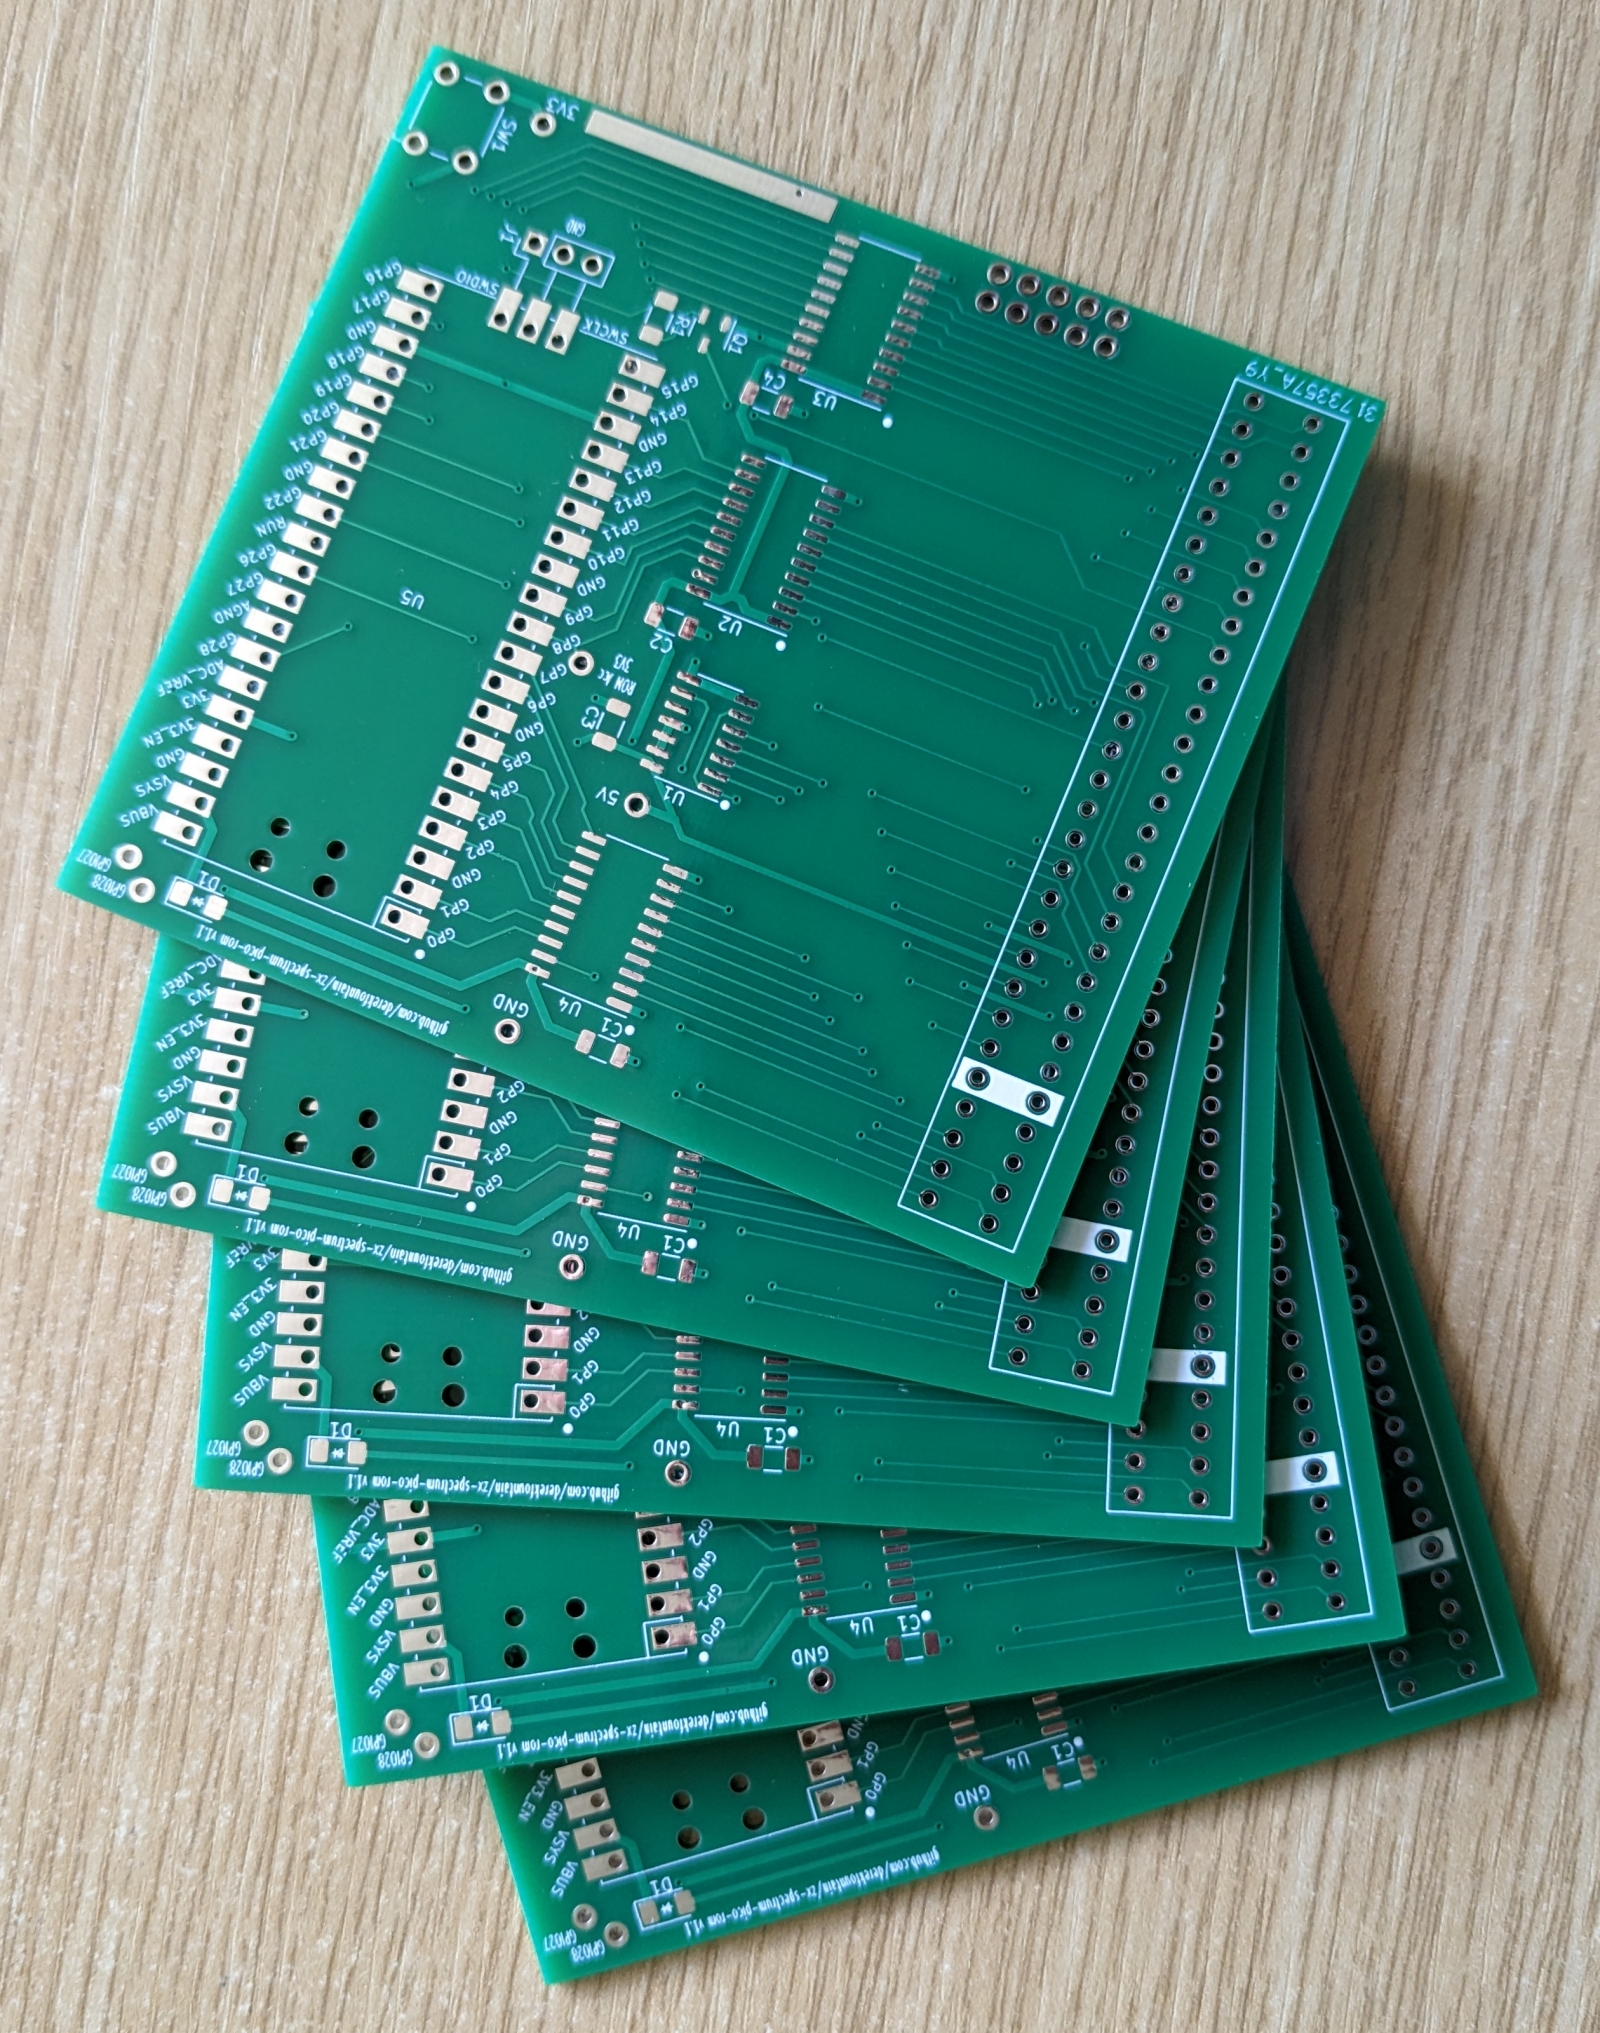 SW1
3V3
J1
GND
SWDIO
SWCLK
R1
Q1
GP16
GP17
GND
GP18
GP19
GP20
GP21
GND
GP22
RUN
GP26
GP27
AGND
GP28
ADC_VREF
3V3
3V3_EN
GND
VSYS
VBUS
U5
GP15
GP14
GND
GP13
GP12
GP11
GP10
GND
GP9
GP8
GP7
GP6
GND
GP5
GP4
GP3
GP2
GND
GP1
GP0
C4
U3
3173357A_Y9
C2
U2
3V3
C3
5V
U1
GPIO27
GPIO28
D1
github.com/derekfountain/zx-spectrum-pico-rom v1.1
GND
U4
C1
ADC_VREF
3V3
3V3_EN
GND
VSYS
VBUS
GP2
GND
GP1
GP0
GPIO27
GPIO28
D1
github.com/derekfountain/zx-spectrum-pico-rom v1.1
GND
U4
C1
3V3
3V3_EN
GND
VSYS
VBUS
GND
GP1
GP0
GPIO27
GPIO28
D1
github.com/derekfountain/zx-spectrum-pico-rom v1.1
GND
U4
C1
ADC_VREF
3V3
3V3_EN
GND
VSYS
VBUS
GP2
GND
GP1
GP0
GPIO27
GPIO28
D1
github.com/derekfountain/zx-spectrum-pico-rom v1.1
GND
U4
C1
3V3_EN
GND
VSYS
VBUS
GND
GP1
GP0
GPIO27
GPIO28
D1
github.com/derekfountain/zx-spectrum-pico-rom v1.1
GND
U4
C1